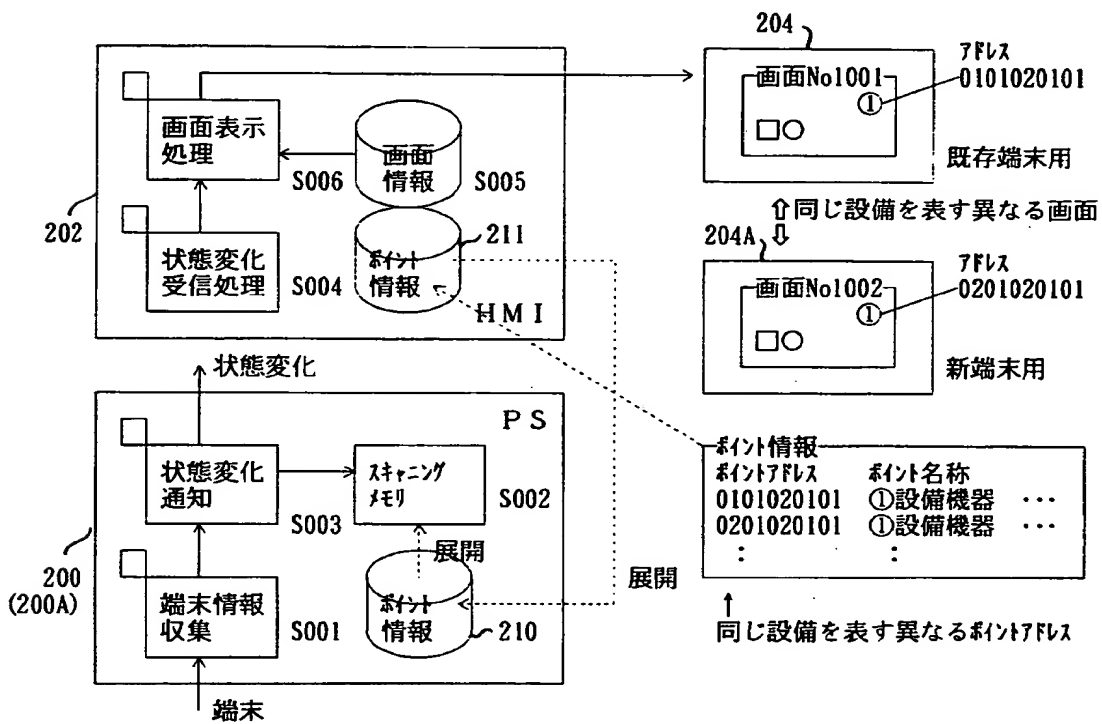 204
アドレス
画面No1001
0101020101
①
画面表示
処理
画面
情報
□○
既存端末用
S006
S005
⇧同じ設備を表す異なる画面
202
204A ⇩
211
状態変化
受信処理
ポイント
情報
アドレス
S004
画面No1002
0201020101
①
HMI
□○
新端末用
状態変化
PS
ポイント情報
状態変化
通知
スキャニング
メモリ
ポイントアドレス ポイント名称
S002
0101020101 ①設備機器 ・・・
S003
0201020101 ①設備機器 ・・・
展開
:  :
200
(200A)
端末情報
収集
ポイント
情報
展開
S001
210
↑
同じ設備を表す異なるポイントアドレス
端末